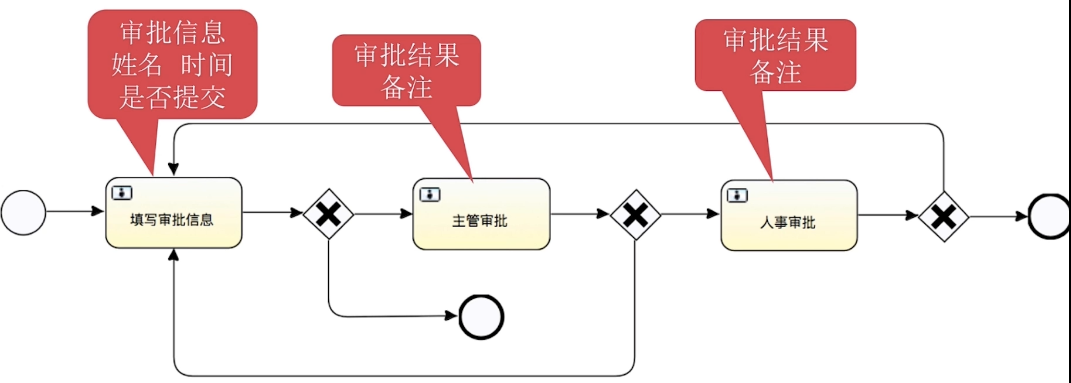 审批信息
姓名 时间
是否提交
审批结果
备注
审批结果
备注
填写审批信息
主管审批
人事审批